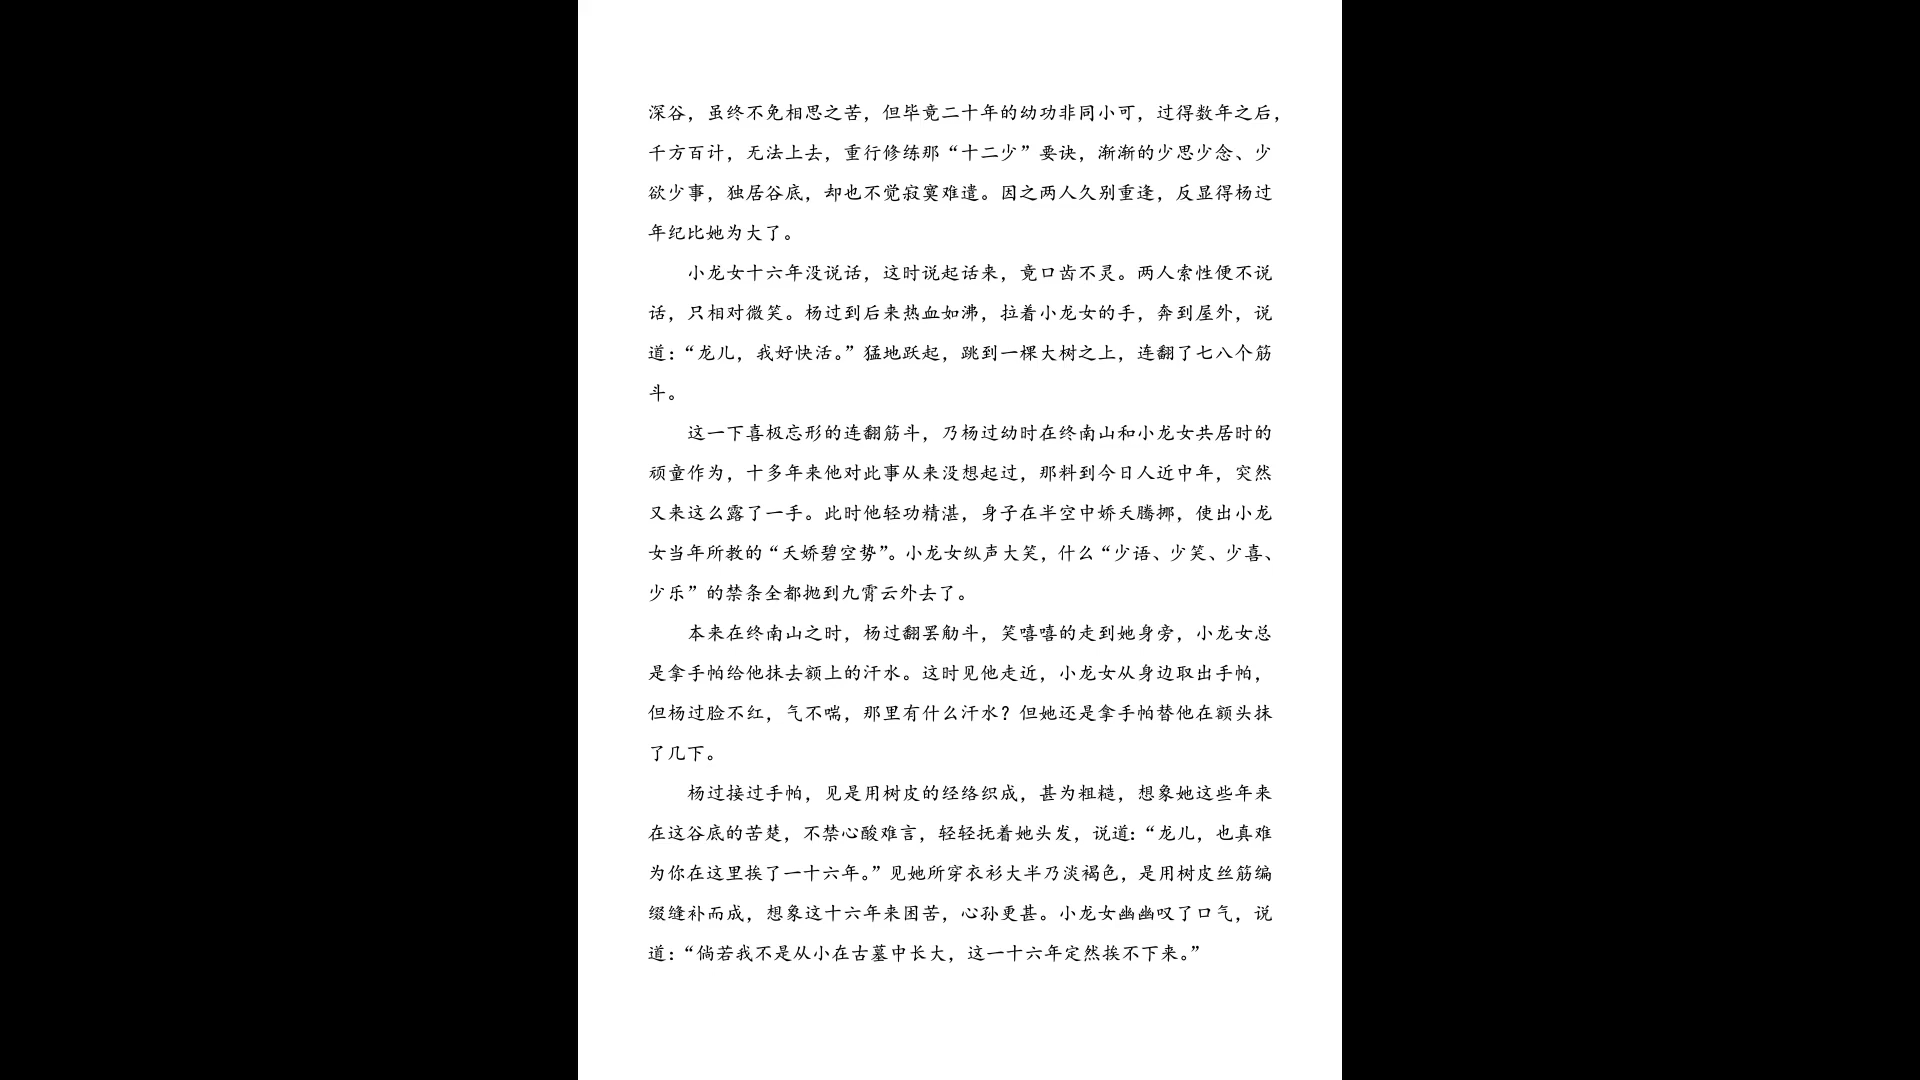 深谷，虽终不免相思之苦，但毕竟二十年的幼功非同小可，过得数年之后，
千方百计，无法上去，重行修练那“十二少”要诀，渐渐的少思少念、少
欲少事，独居谷底，却也不觉寂寞难遣。因之两人久别重逢，反显得杨过
年纪比她为大了。
小龙女十六年没说话，这时说起话来，竟口齿不灵。两人索性便不说
话，只相对微笑。杨过到后来热血如沸，拉着小龙女的手，奔到屋外，说
道：“龙儿，我好快活。”猛地跃起，跳到一棵大树之上，连翻了七八个筋
斗。
这一下喜极忘形的连翻筋斗，乃杨过幼时在终南山和小龙女共居时的
顽童作为，十多年来他对此事从来没想起过，那料到今日人近中年，突然
又来这么露了一手。此时他轻功精湛，身子在半空中娇夭腾挪，使出小龙
女当年所教的“夭娇碧空势”。小龙女纵声大笑，什么“少语、少笑、少喜、
少乐”的禁条全都抛到九霄云外去了。
本来在终南山之时，杨过翻罢觔斗，笑嘻嘻的走到她身旁，小龙女总
是拿手帕给他抹去额上的汗水。这时见他走近，小龙女从身边取出手帕，
但杨过脸不红，气不喘，那里有什么汗水？但她还是拿手帕替他在额头抹
了几下。
杨过接过手帕，见是用树皮的经络织成，甚为粗糙，想象她这些年来
在这谷底的苦楚，不禁心酸难言，轻轻抚着她头发，说道：“龙儿，也真难
为你在这里挨了一十六年。”见她所穿衣衫大半乃淡褐色，是用树皮丝筋编
缀缝补而成，想象这十六年来困苦，心孙更甚。小龙女幽幽叹了口气，说
道：“倘若我不是从小在古墓中长大，这一十六年定然挨不下来。”